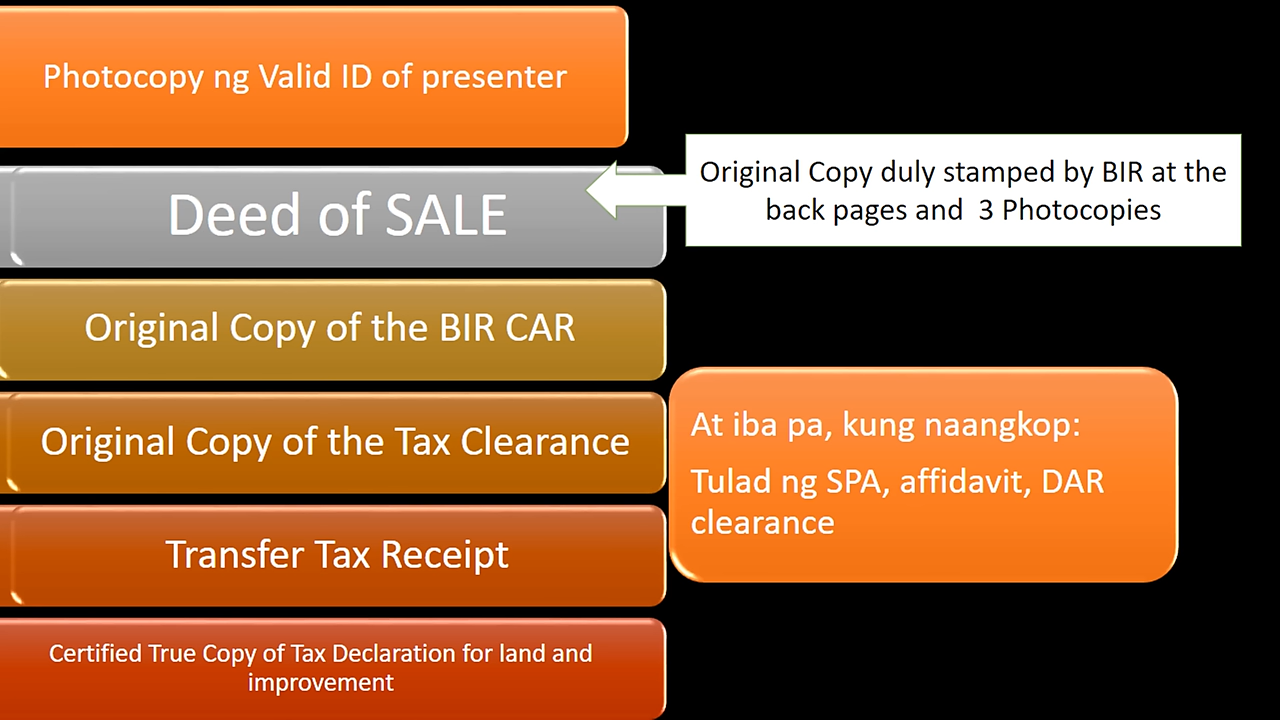 Photocopy ng Valid ID of presenter
Deed of SALE
Original Copy duly stamped by BIR at the
back pages and 3 Photocopies
Original Copy of the BIR CAR
Original Copy of the Tax Clearance
At iba pa, kung naangkop:
Tulad ng SPA, affidavit, DAR
clearance
Transfer Tax Receipt
Certified True Copy of Tax Declaration for land and
improvement